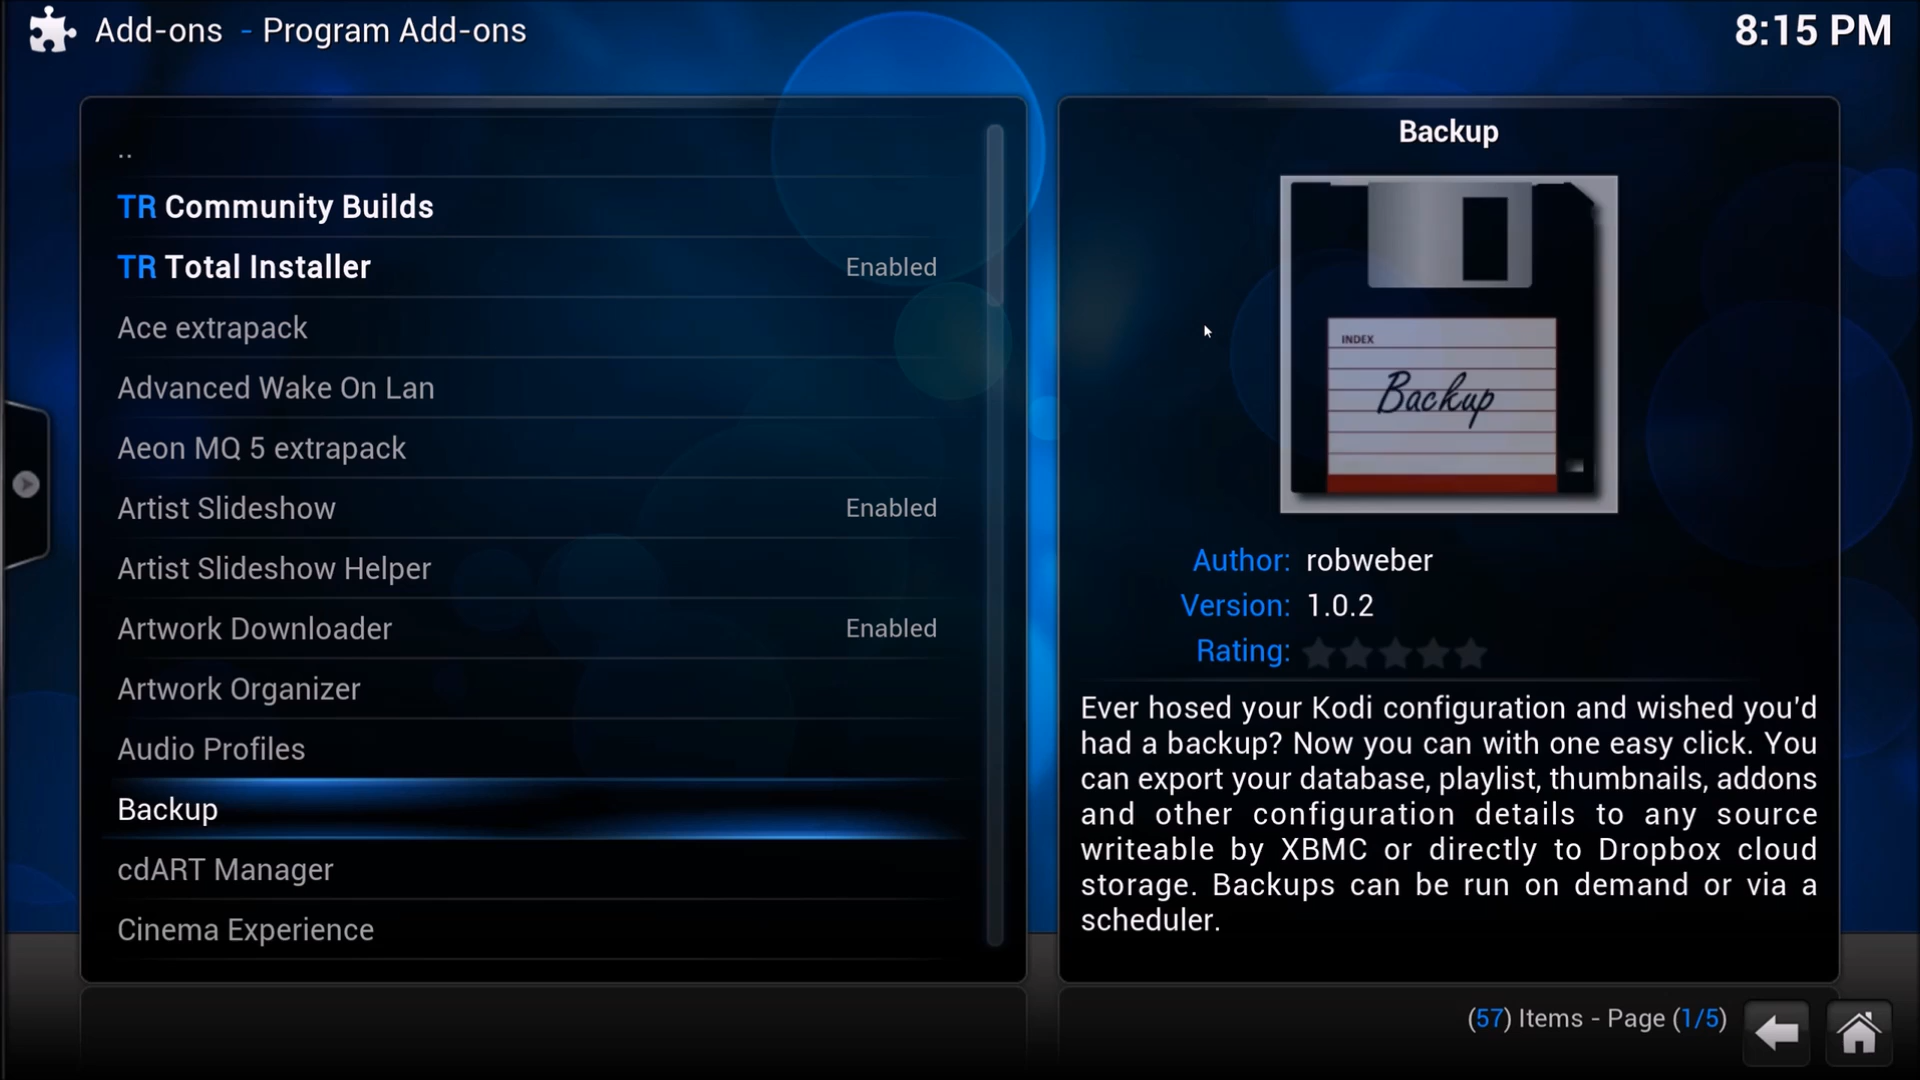 Add-ons - Program Add-ons
8:15 PM
..
TR Community Builds
TR Total Installer Enabled
Ace extrapack
Advanced Wake On Lan
Aeon MQ 5 extrapack
Artist Slideshow Enabled
Artist Slideshow Helper
Artwork Downloader Enabled
Artwork Organizer
Audio Profiles
Backup
cdART Manager
Cinema Experience
Backup
INDEX
Backup
Author: robweber
Version: 1.0.2
Rating:
Ever hosed your Kodi configuration and wished you'd
had a backup? Now you can with one easy click. You
can export your database, playlist, thumbnails, addons
and other configuration details to any source
writeable by XBMC or directly to Dropbox cloud
storage. Backups can be run on demand or via a
scheduler.
(57) Items - Page (1/5)